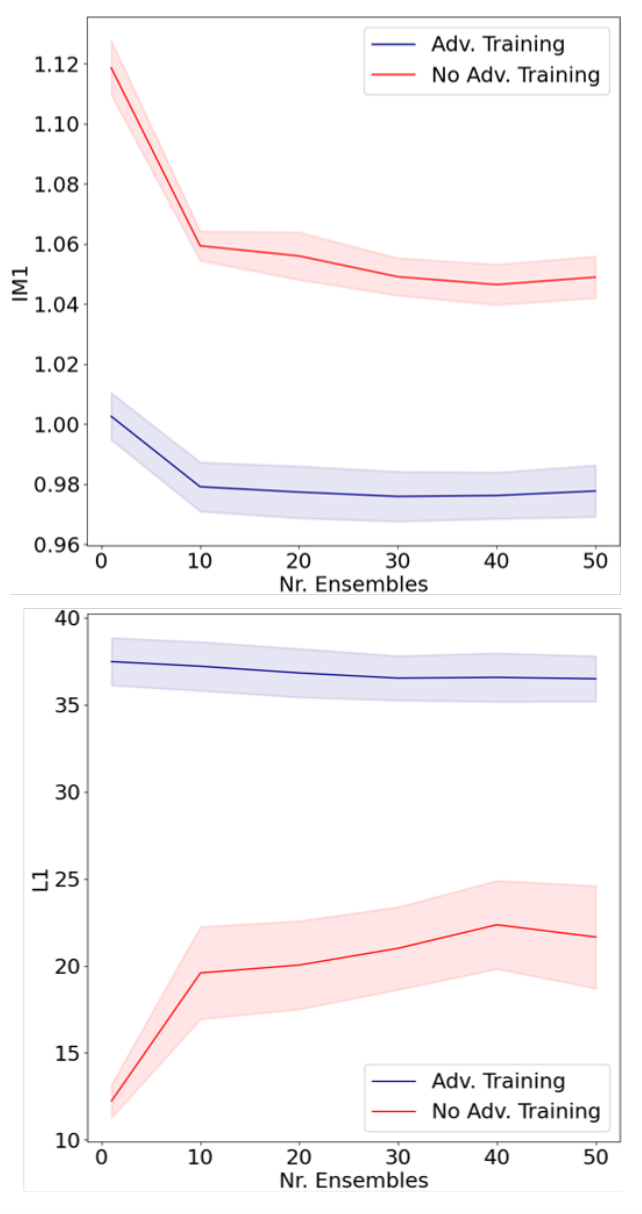 Adv. Training
No Adv. Training
1.12
1.10
1.08
1.06
1.04
1.02
1.00
0.98
0.96
IM1
0 10 20 30 40 50
Nr. Ensembles
40
35
30
25
20
15
10
L1
Adv. Training
No Adv. Training
0 10 20 30 40 50
Nr. Ensembles